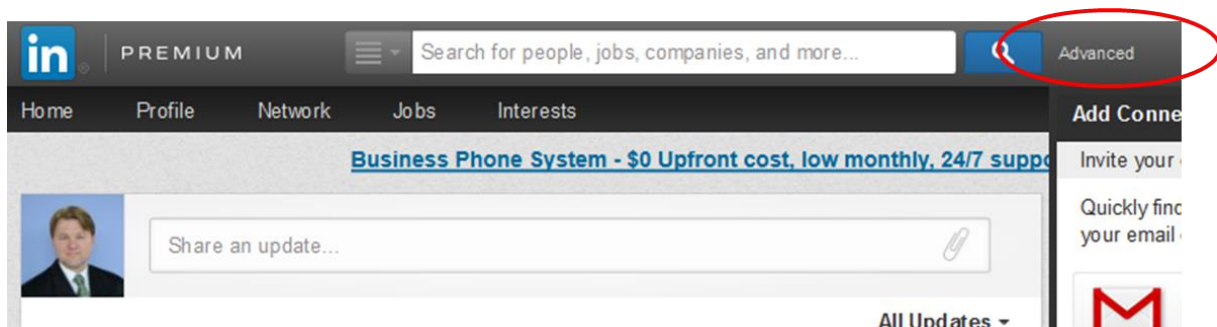 in ® PREMIUM Search for people, jobs, companies, and more... Advanced
Home Profile Network Jobs Interests
Add Conne
Business Phone System - $0 Upfront cost, low monthly, 24/7 suppo
Invite your
Share an update...
Quickly find
your email
All Updates